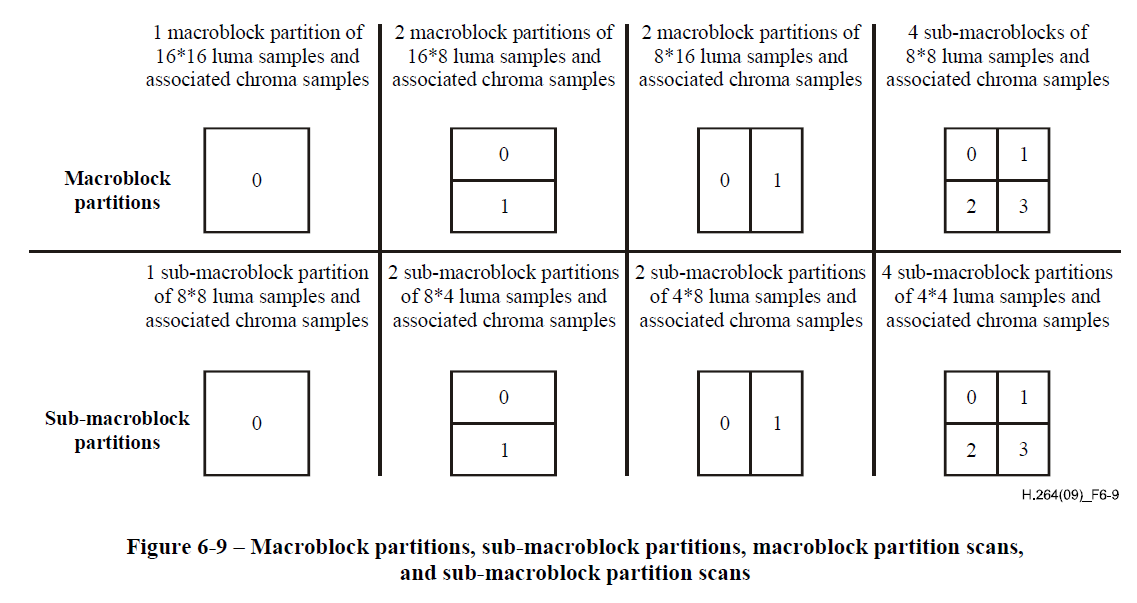 1 macroblock partition of
16*16 luma samples and
associated chroma samples
2 macroblock partitions of
16*8 luma samples and
associated chroma samples
2 macroblock partitions of
8*16 luma samples and
associated chroma samples
4 sub-macroblocks of
8*8 luma samples and
associated chroma samples
Macroblock
partitions
0
0
1
0 1
0 1
2 3
1 sub-macroblock partition
of 8*8 luma samples and
associated chroma samples
2 sub-macroblock partitions
of 8*4 luma samples and
associated chroma samples
2 sub-macroblock partitions
of 4*8 luma samples and
associated chroma samples
4 sub-macroblock partitions
of 4*4 luma samples and
associated chroma samples
Sub-macroblock
partitions
0
0
1
0 1
0 1
2 3
H.264(09)_F6-9
Figure 6-9 – Macroblock partitions, sub-macroblock partitions, macroblock partition scans,
and sub-macroblock partition scans